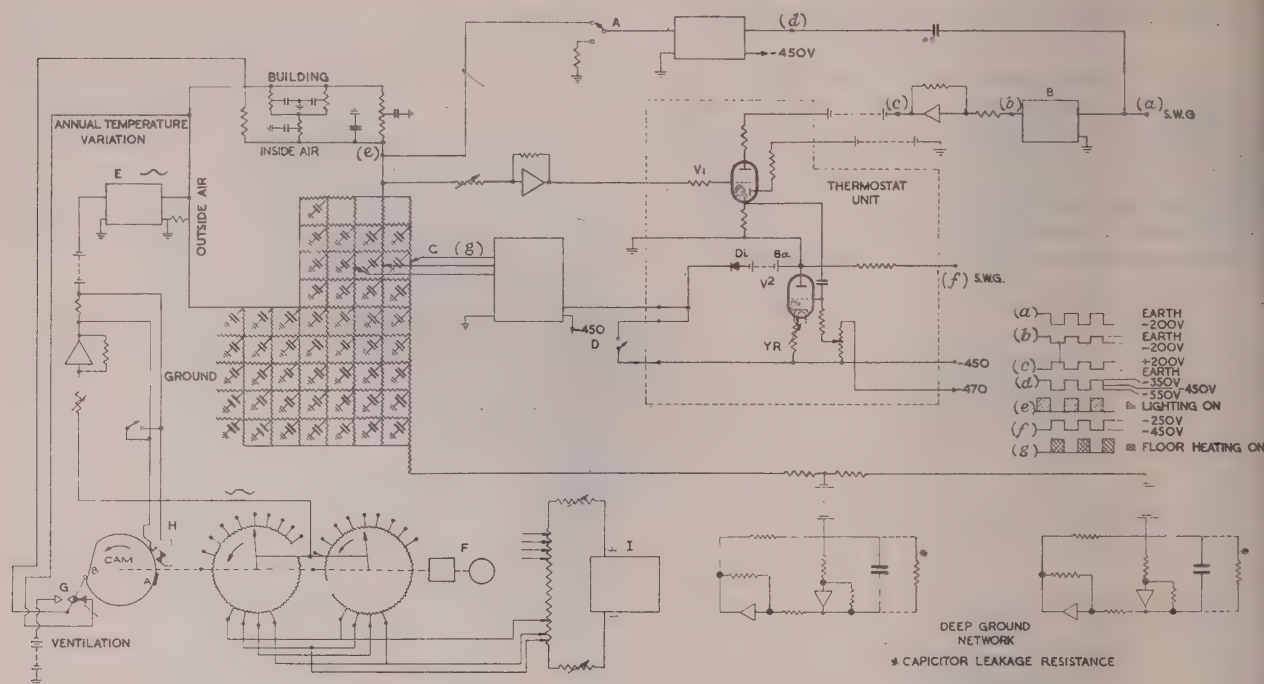 A
(d)
-450V
BUILDING
ANNUAL TEMPERATURE
VARIATION
INSIDE AIR
(e)
(c)
(b)
B
(a)
S.W.G
E
OUTSIDE AIR
V1
THERMOSTAT
UNIT
C
(g)
Di
Ba
V2
(f) S.W.G.
-450
D
YR
-450
-470
GROUND
(a)
EARTH
-200V
(b)
EARTH
-200V
(c)
+200V
EARTH
(d)
-350V
-450V
-550V
(e)
LIGHTING ON
(f)
-250V
-450V
(g)
FLOOR HEATING ON
H
CAM
B
A
G
F
I
VENTILATION
DEEP GROUND
NETWORK
* CAPICITOR LEAKAGE RESISTANCE
*
*